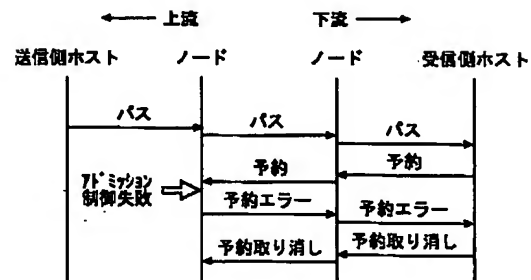 上流
下流
送信側ホスト
ノード
ノード
受信側ホスト
パス
パス
パス
予約
予約
アドミッション
制御失敗
予約エラー
予約エラー
予約取り消し
予約取り消し